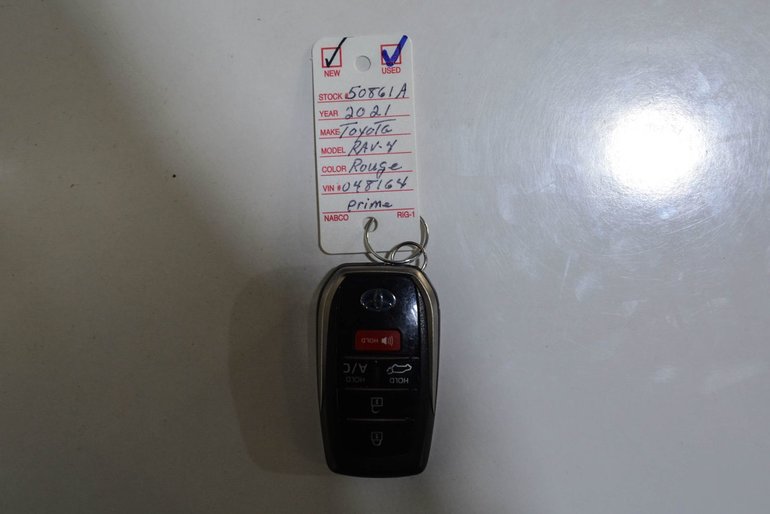 NEW USED
STOCK # 50861A
YEAR 2021
MAKE Toyota
MODEL RAV-4
COLOR Rouge
VIN # 048164
prime
NABCO RIG-1
HOLD
A/C HOLD HOLD